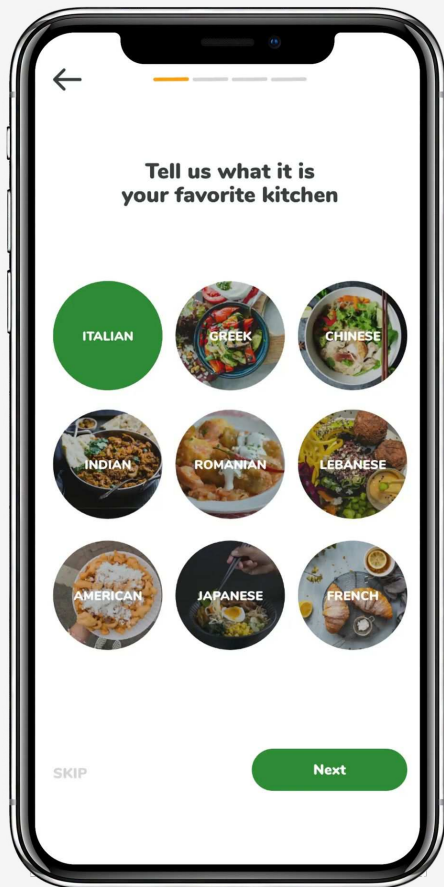 Tell us what it is
your favorite kitchen
ITALIAN
GREEK
CHINESE
INDIAN
ROMANIAN
LEBANESE
AMERICAN
JAPANESE
FRENCH
SKIP
Next